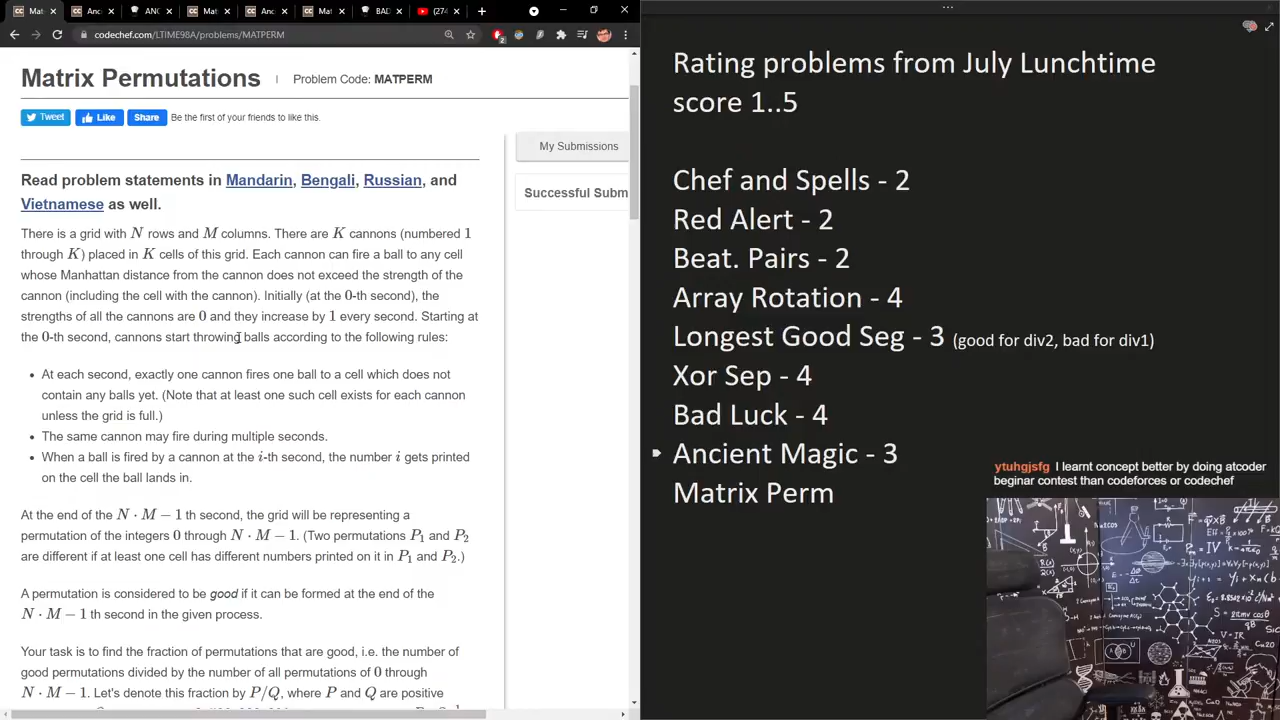 Mat
Anc
ANC
Mat
Anc
Mat
BAD
(274
codechef.com/LTIME98A/problems/MATPERM
Matrix Permutations
Problem Code: MATPERM
Tweet
Like
Share
Be the first of your friends to like this.
My Submissions
Successful Subm
Read problem statements in Mandarin, Bengali, Russian, and
Vietnamese as well.
There is a grid with N rows and M columns. There are K cannons (numbered 1
through K) placed in K cells of this grid. Each cannon can fire a ball to any cell
whose Manhattan distance from the cannon does not exceed the strength of the
cannon (including the cell with the cannon). Initially (at the 0-th second), the
strengths of all the cannons are 0 and they increase by 1 every second. Starting at
the 0-th second, cannons start throwing balls according to the following rules:
• At each second, exactly one cannon fires one ball to a cell which does not
contain any balls yet. (Note that at least one such cell exists for each cannon
unless the grid is full.)
• The same cannon may fire during multiple seconds.
• When a ball is fired by a cannon at the i-th second, the number i gets printed
on the cell the ball lands in.
At the end of the N · M − 1 th second, the grid will be representing a
permutation of the integers 0 through N · M − 1. (Two permutations P1 and P2
are different if at least one cell has different numbers printed on it in P1 and P2.)
A permutation is considered to be good if it can be formed at the end of the
N · M − 1 th second in the given process.
Your task is to find the fraction of permutations that are good, i.e. the number of
good permutations divided by the number of all permutations of 0 through
N · M − 1. Let's denote this fraction by P/Q, where P and Q are positive
Rating problems from July Lunchtime
score 1..5
Chef and Spells - 2
Red Alert - 2
Beat. Pairs - 2
Array Rotation - 4
Longest Good Seg - 3 (good for div2, bad for div1)
Xor Sep - 4
Bad Luck - 4
Ancient Magic - 3
Matrix Perm
ytuhgjsfg I learnt concept better by doing atcoder
beginar contest than codeforces or codechef